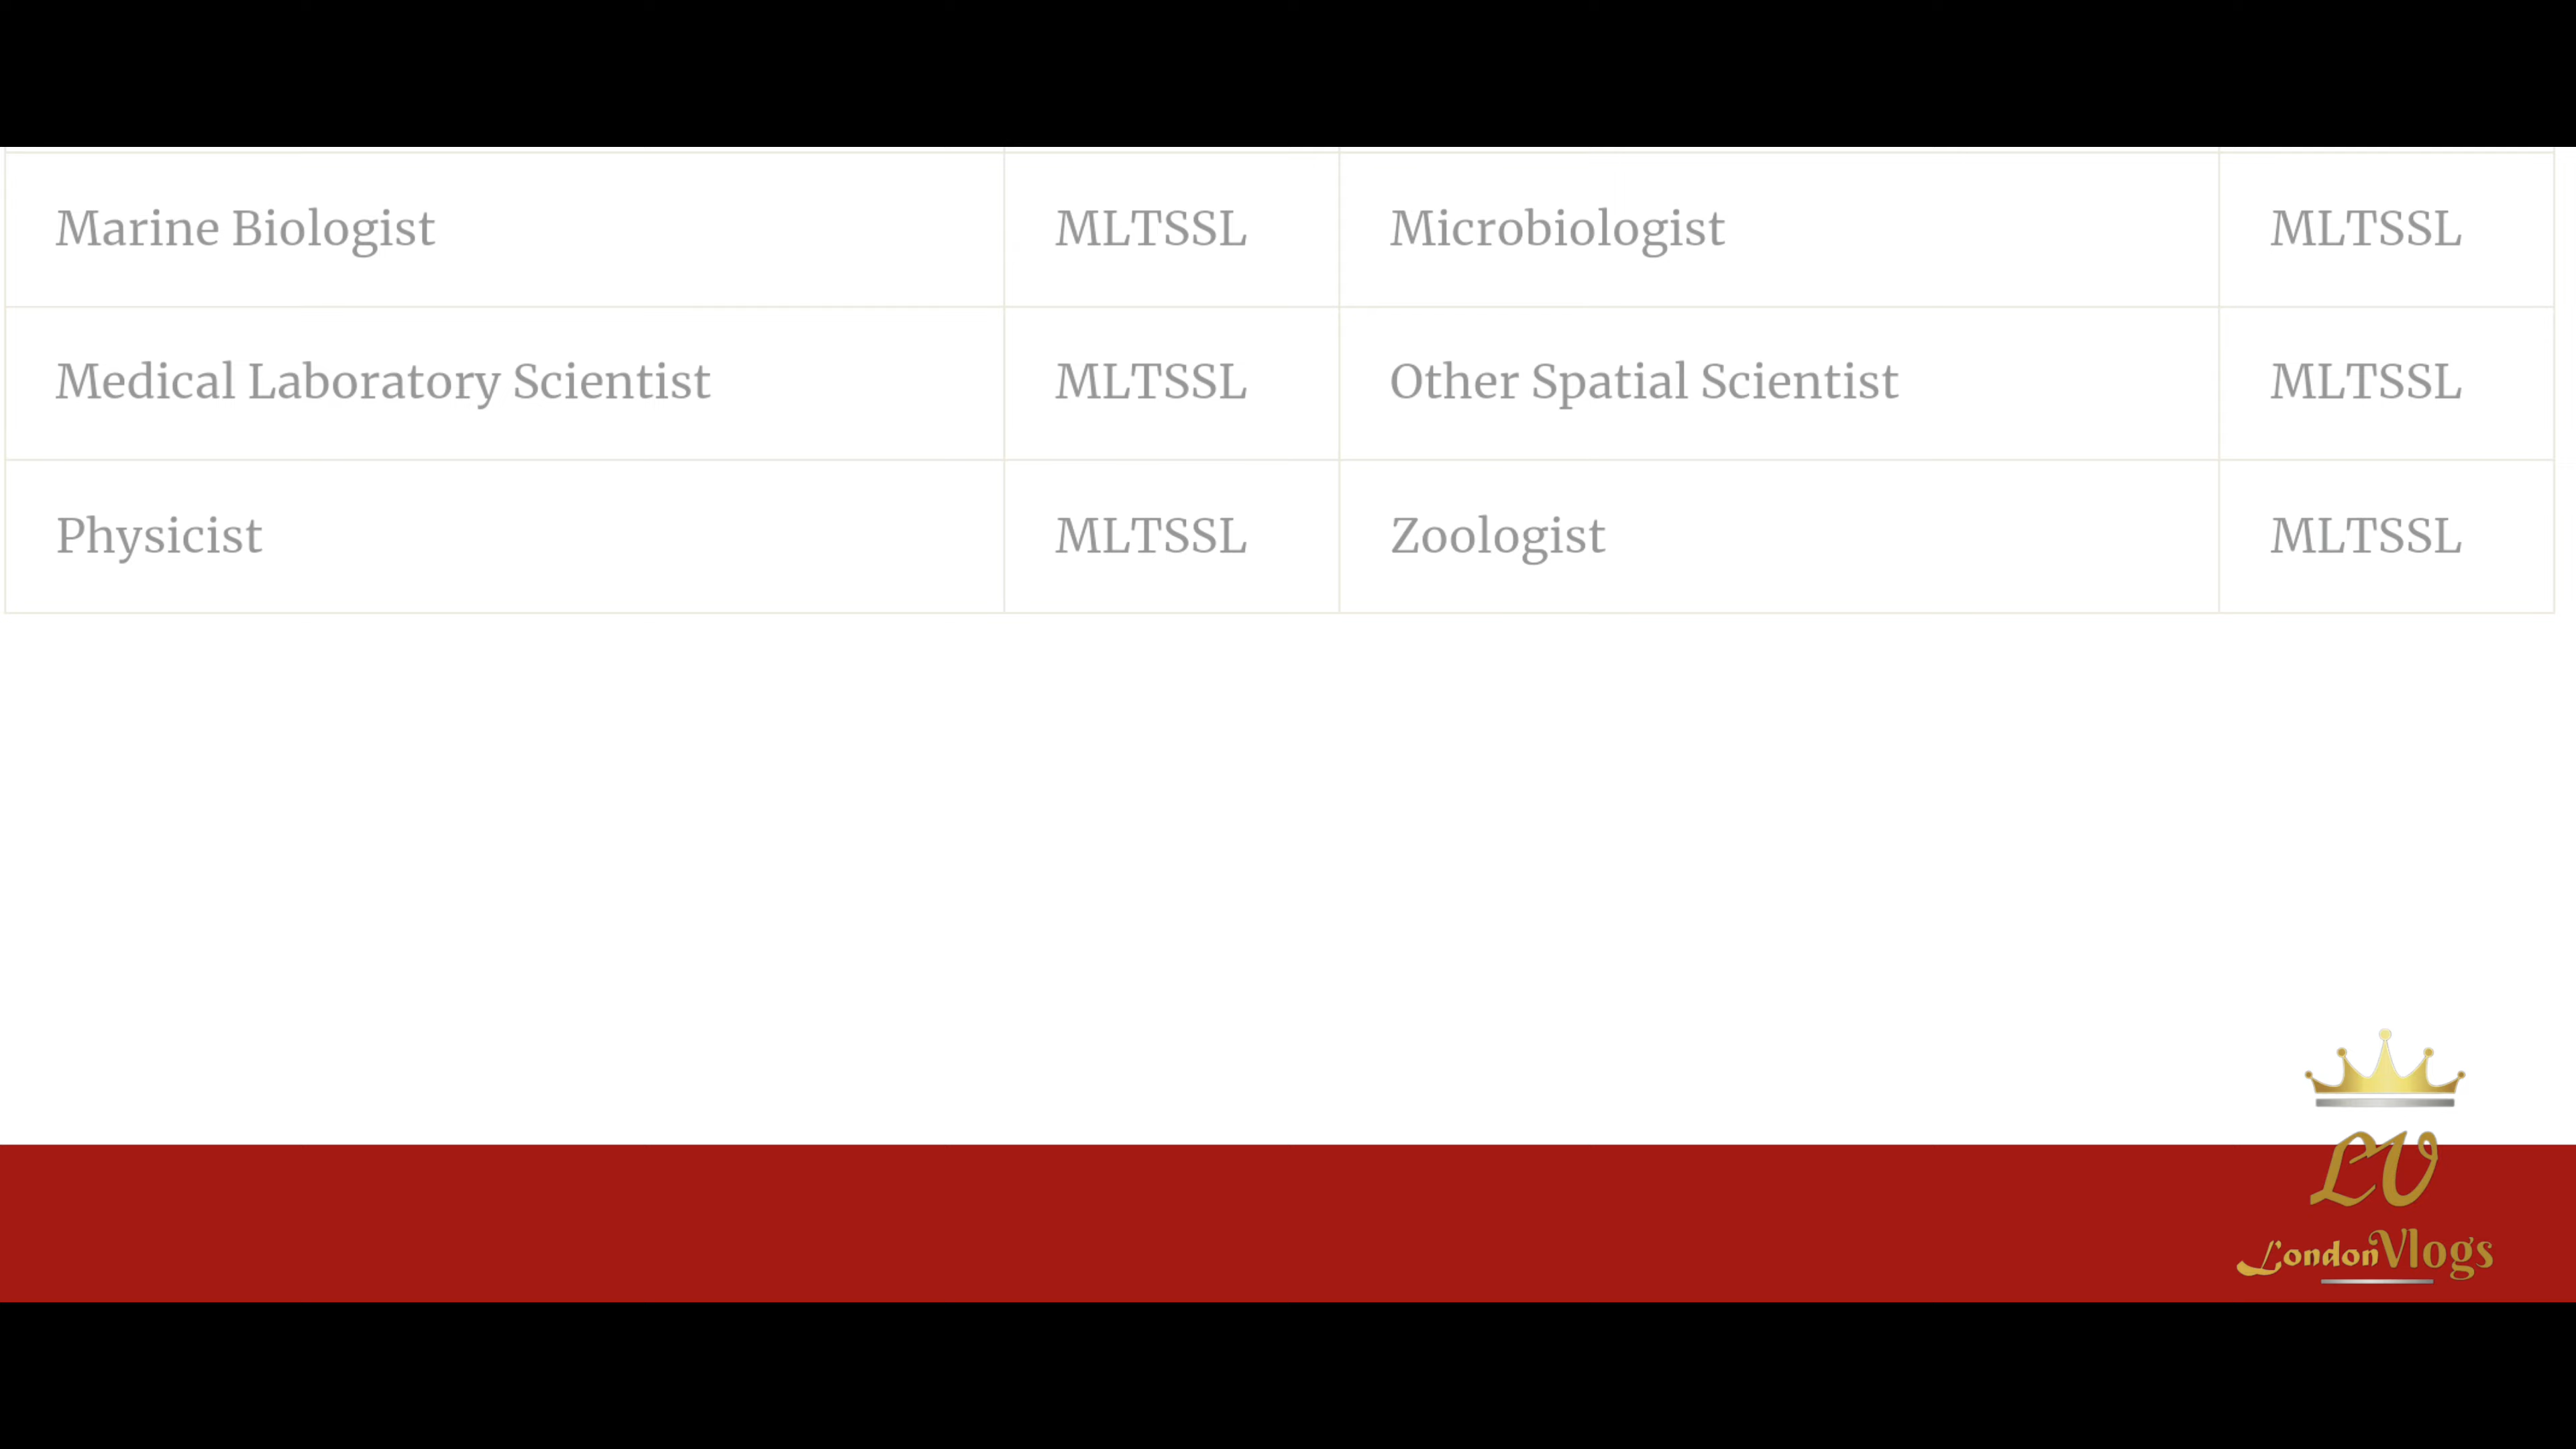 Marine Biologist MLTSSL Microbiologist MLTSSL
Medical Laboratory Scientist MLTSSL Other Spatial Scientist MLTSSL
Physicist MLTSSL Zoologist MLTSSL
LV
LondonVlogs